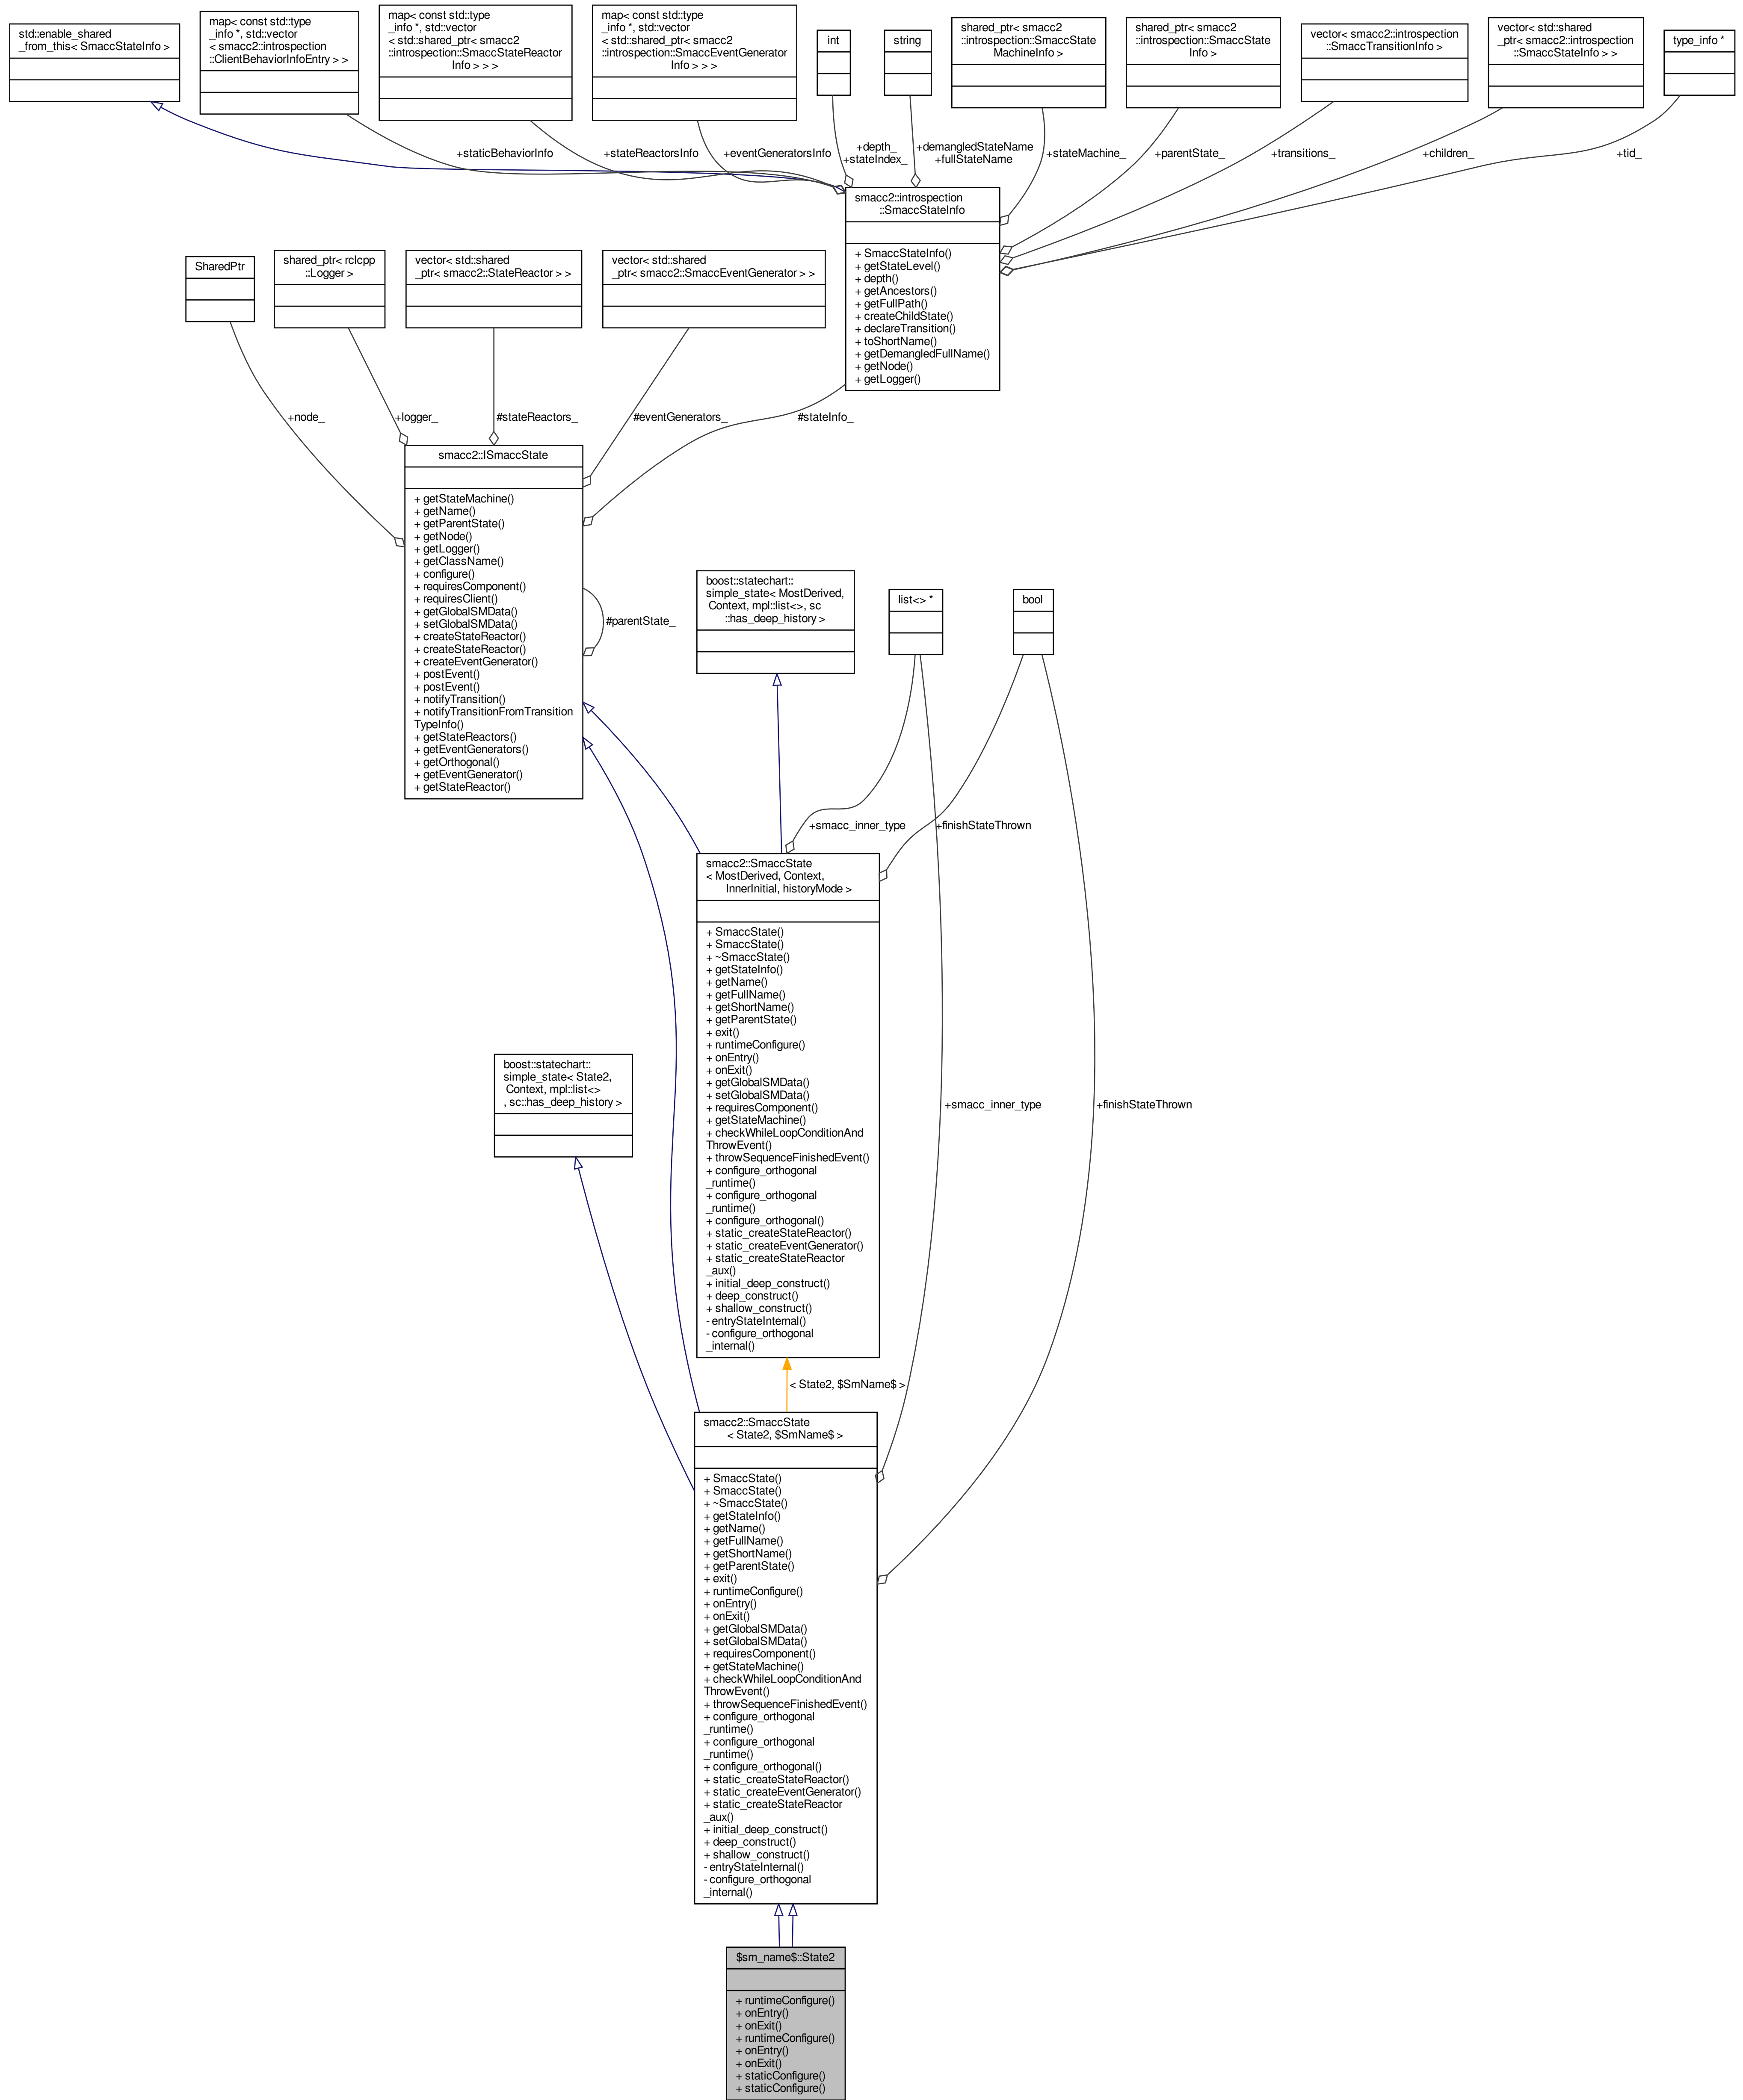 std::enable_shared
_from_this< SmaccStateInfo >
map< const std::type
_info *, std::vector
< smacc2::introspection
::ClientBehaviorInfoEntry > >
map< const std::type
_info *, std::vector
< std::shared_ptr< smacc2
::introspection::SmaccStateReactor
Info > > >
map< const std::type
_info *, std::vector
< std::shared_ptr< smacc2
::introspection::SmaccEventGenerator
Info > > >
int
string
shared_ptr< smacc2
::introspection::SmaccState
MachineInfo >
shared_ptr< smacc2
::introspection::SmaccState
Info >
vector< smacc2::introspection
::SmaccTransitionInfo >
vector< std::shared
_ptr< smacc2::introspection
::SmaccStateInfo > >
type_info *
+staticBehaviorInfo
+stateReactorsInfo
+eventGeneratorsInfo
+depth_
+stateIndex_
+demangledStateName
+fullStateName
+stateMachine_
+parentState_
+transitions_
+children_
+tid_
smacc2::introspection
::SmaccStateInfo
+ SmaccStateInfo()
+ getStateLevel()
+ depth()
+ getAncestors()
+ getFullPath()
+ createChildState()
+ declareTransition()
+ toShortName()
+ getDemangledFullName()
+ getNode()
+ getLogger()
SharedPtr
shared_ptr< rclcpp
::Logger >
vector< std::shared
_ptr< smacc2::StateReactor > >
vector< std::shared
_ptr< smacc2::SmaccEventGenerator > >
+node_
+logger_
#stateReactors_
#eventGenerators_
#stateInfo_
smacc2::ISmaccState
+ getStateMachine()
+ getName()
+ getParentState()
+ getNode()
+ getLogger()
+ getClassName()
+ configure()
+ requiresComponent()
+ requiresClient()
+ getGlobalSMData()
+ setGlobalSMData()
+ createStateReactor()
+ createStateReactor()
+ createEventGenerator()
+ postEvent()
+ postEvent()
+ notifyTransition()
+ notifyTransitionFromTransition
TypeInfo()
+ getStateReactors()
+ getEventGenerators()
+ getOrthogonal()
+ getEventGenerator()
+ getStateReactor()
#parentState_
boost::statechart::
simple_state< MostDerived,
Context, mpl::list<>, sc
::has_deep_history >
list<> *
bool
+smacc_inner_type
+finishStateThrown
smacc2::SmaccState
< MostDerived, Context,
InnerInitial, historyMode >
+ SmaccState()
+ SmaccState()
+ ~SmaccState()
+ getStateInfo()
+ getName()
+ getFullName()
+ getShortName()
+ getParentState()
+ exit()
+ runtimeConfigure()
+ onEntry()
+ onExit()
+ getGlobalSMData()
+ setGlobalSMData()
+ requiresComponent()
+ getStateMachine()
+ checkWhileLoopConditionAnd
ThrowEvent()
+ throwSequenceFinishedEvent()
+ configure_orthogonal
_runtime()
+ configure_orthogonal
_runtime()
+ configure_orthogonal()
+ static_createStateReactor()
+ static_createEventGenerator()
+ static_createStateReactor
_aux()
+ initial_deep_construct()
+ deep_construct()
+ shallow_construct()
- entryStateInternal()
- configure_orthogonal
_internal()
boost::statechart::
simple_state< State2,
Context, mpl::list<>
, sc::has_deep_history >
+smacc_inner_type
+finishStateThrown
< State2, $SmName$ >
smacc2::SmaccState
< State2, $SmName$ >
+ SmaccState()
+ SmaccState()
+ ~SmaccState()
+ getStateInfo()
+ getName()
+ getFullName()
+ getShortName()
+ getParentState()
+ exit()
+ runtimeConfigure()
+ onEntry()
+ onExit()
+ getGlobalSMData()
+ setGlobalSMData()
+ requiresComponent()
+ getStateMachine()
+ checkWhileLoopConditionAnd
ThrowEvent()
+ throwSequenceFinishedEvent()
+ configure_orthogonal
_runtime()
+ configure_orthogonal
_runtime()
+ configure_orthogonal()
+ static_createStateReactor()
+ static_createEventGenerator()
+ static_createStateReactor
_aux()
+ initial_deep_construct()
+ deep_construct()
+ shallow_construct()
- entryStateInternal()
- configure_orthogonal
_internal()
$sm_name$::State2
+ runtimeConfigure()
+ onEntry()
+ onExit()
+ runtimeConfigure()
+ onEntry()
+ onExit()
+ staticConfigure()
+ staticConfigure()